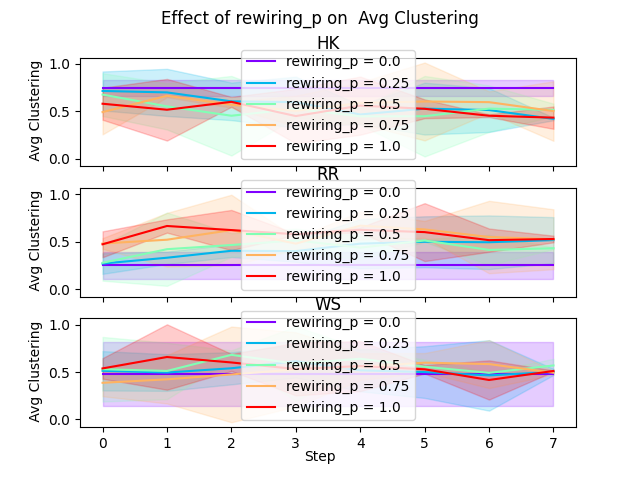 Effect of rewiring_p on  Avg Clustering
HK
1.0
0.5
0.0
Avg Clustering
rewiring_p = 0.0
rewiring_p = 0.25
rewiring_p = 0.5
rewiring_p = 0.75
rewiring_p = 1.0
RR
1.0
0.5
0.0
Avg Clustering
rewiring_p = 0.0
rewiring_p = 0.25
rewiring_p = 0.5
rewiring_p = 0.75
rewiring_p = 1.0
WS
1.0
0.5
0.0
Avg Clustering
rewiring_p = 0.0
rewiring_p = 0.25
rewiring_p = 0.5
rewiring_p = 0.75
rewiring_p = 1.0
0 1 2 3 4 5 6 7
Step